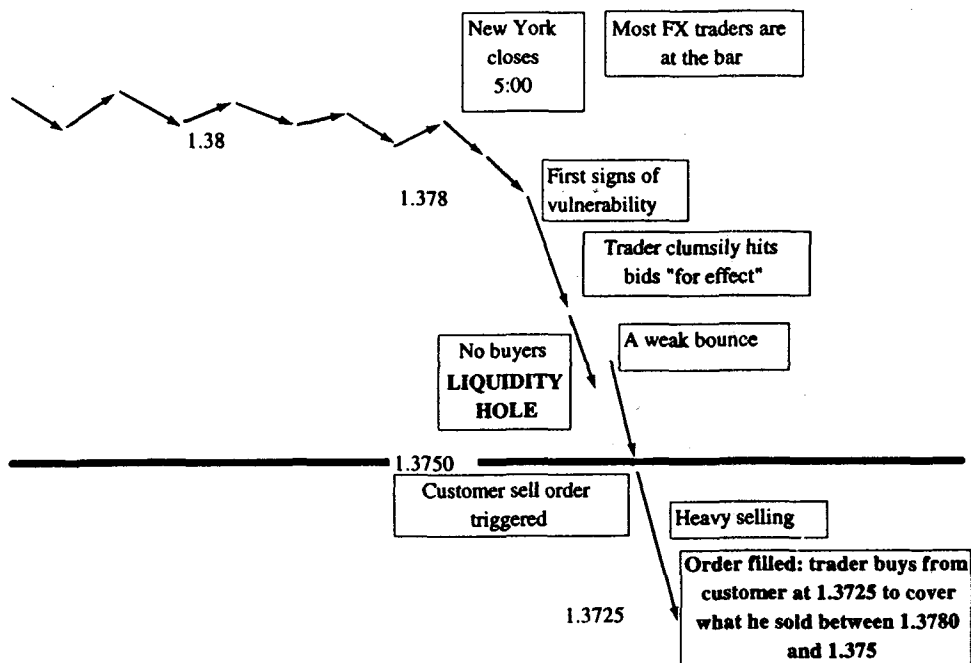 New York
closes
5:00
Most FX traders are
at the bar
1.38
1.378
First signs of
vulnerability
Trader clumsily hits
bids "for effect"
No buyers
LIQUIDITY
HOLE
A weak bounce
1.3750
Customer sell order
triggered
Heavy selling
1.3725
Order filled: trader buys from
customer at 1.3725 to cover
what he sold between 1.3780
and 1.375